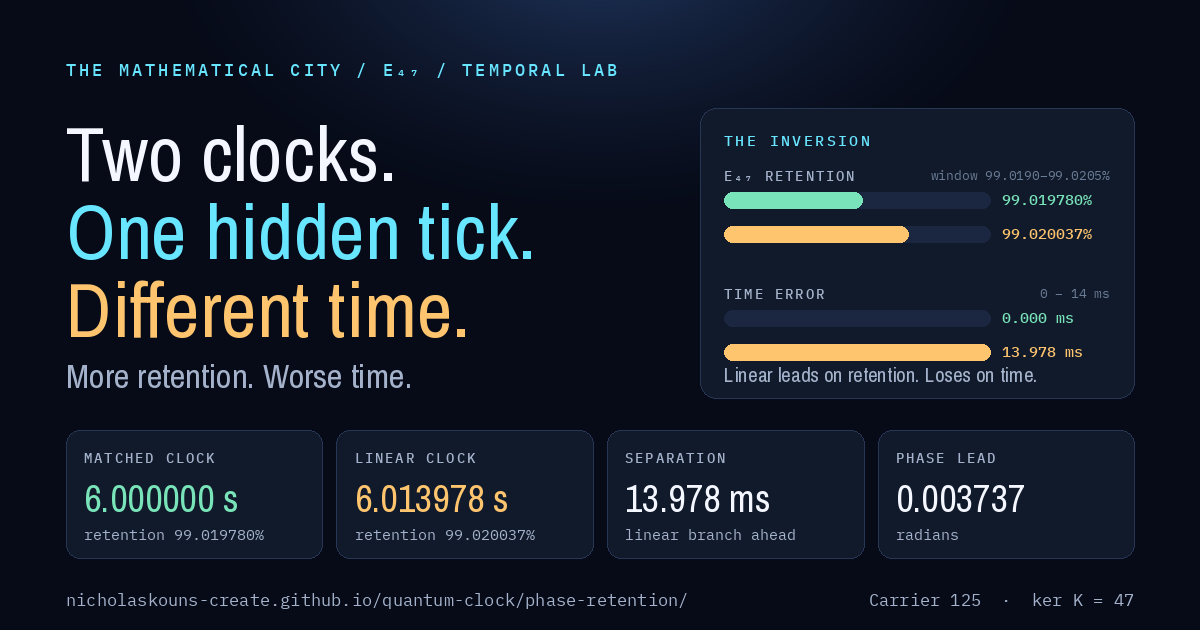 THE MATHEMATICAL CITY / E₄₇ / TEMPORAL LAB
Two clocks.
One hidden tick.
Different time.
More retention. Worse time.
THE INVERSION
E₄₇ RETENTION window 99.0190–99.0205%
99.019780%
99.020037%
TIME ERROR 0 – 14 ms
0.000 ms
13.978 ms
Linear leads on retention. Loses on time.
MATCHED CLOCK
6.000000 s
retention 99.019780%
LINEAR CLOCK
6.013978 s
retention 99.020037%
SEPARATION
13.978 ms
linear branch ahead
PHASE LEAD
0.003737
radians
nicholaskouns-create.github.io/quantum-clock/phase-retention/
Carrier 125 · ker K = 47